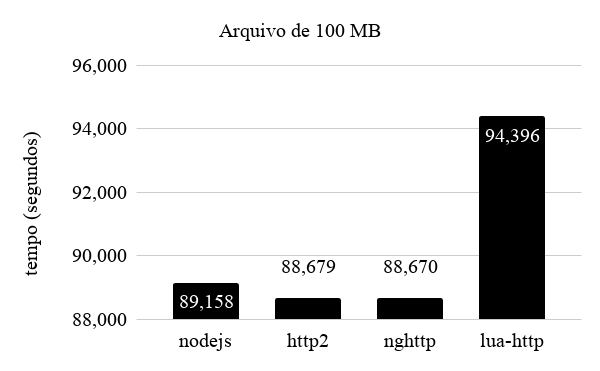 Arquivo de 100 MB
tempo (segundos)
96,000
94,000
92,000
90,000
88,000
89,158
88,679
88,670
94,396
nodejs
http2
nghttp
lua-http